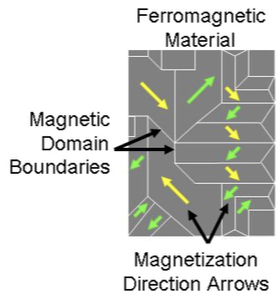 Ferromagnetic
Material
Magnetic
Domain
Boundaries
Magnetization
Direction Arrows